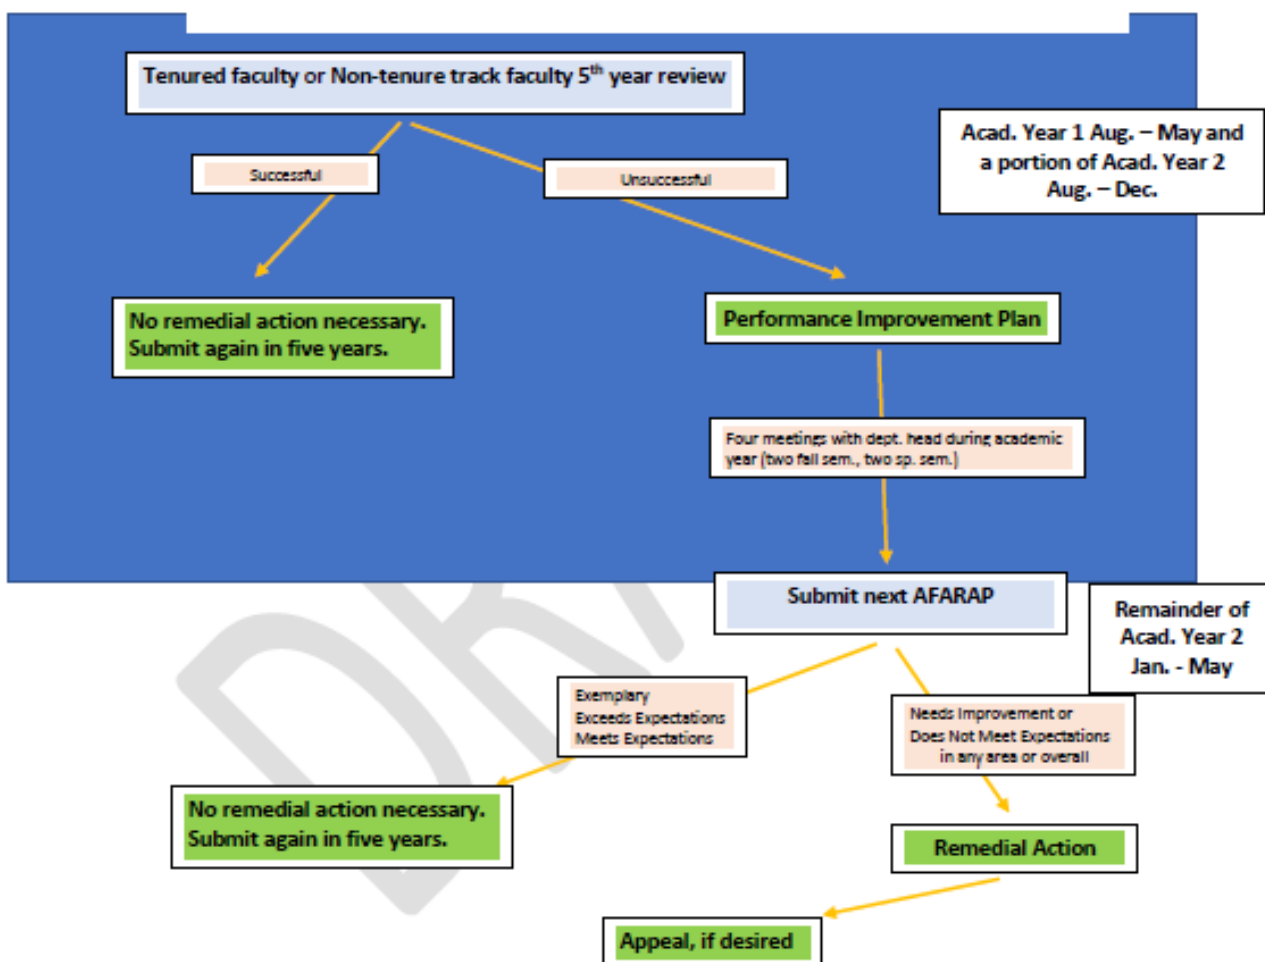 Tenured faculty or Non-tenure track faculty 5th year review
Acad. Year 1 Aug. – May and
a portion of Acad. Year 2
Aug. – Dec.
Successful
Unsuccessful
No remedial action necessary.
Submit again in five years.
Performance Improvement Plan
Four meetings with dept. head during academic
year (two fall sem., two sp. sem.)
Submit next AFARAP
Remainder of
Acad. Year 2
Jan. - May
Exemplary
Exceeds Expectations
Meets Expectations
Needs Improvement or
Does Not Meet Expectations
in any area or overall
No remedial action necessary.
Submit again in five years.
Remedial Action
Appeal, if desired